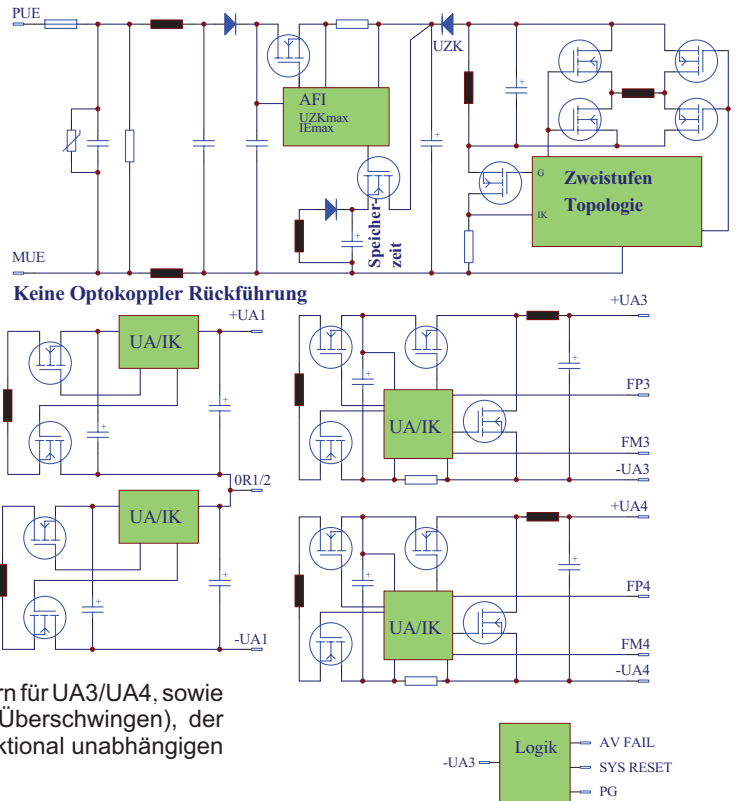 PUE
UZK
AFI
UZKmax
IEmax
G
Zweistufen
Topologie
IK
Speicher-
zeit
MUE
Keine Optokoppler Rückführung
+UA1
UA/IK
0R1/2
UA/IK
-UA1
+UA3
FP3
UA/IK
FM3
-UA3
+UA4
FP4
UA/IK
FM4
-UA4
rn für UA3/UA4, sowie
Überschwingen), der
ktional unabhängigen
-UA3
Logik
AV FAIL
SYS RESET
PG